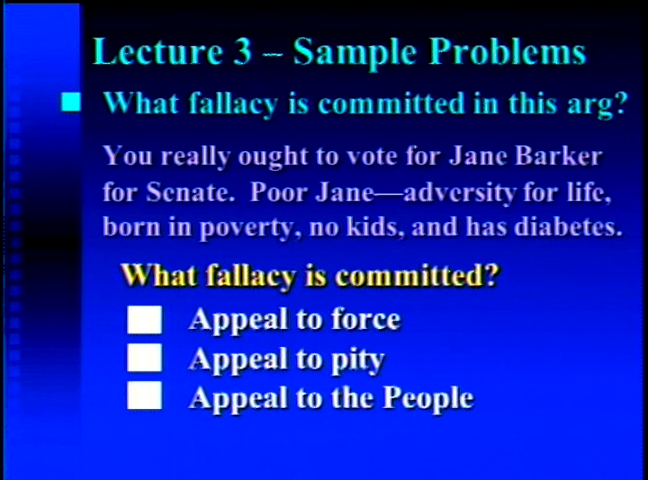 Lecture 3 – Sample Problems
What fallacy is committed in this arg?
You really ought to vote for Jane Barker
for Senate. Poor Jane—adversity for life,
born in poverty, no kids, and has diabetes.
What fallacy is committed?
Appeal to force
Appeal to pity
Appeal to the People